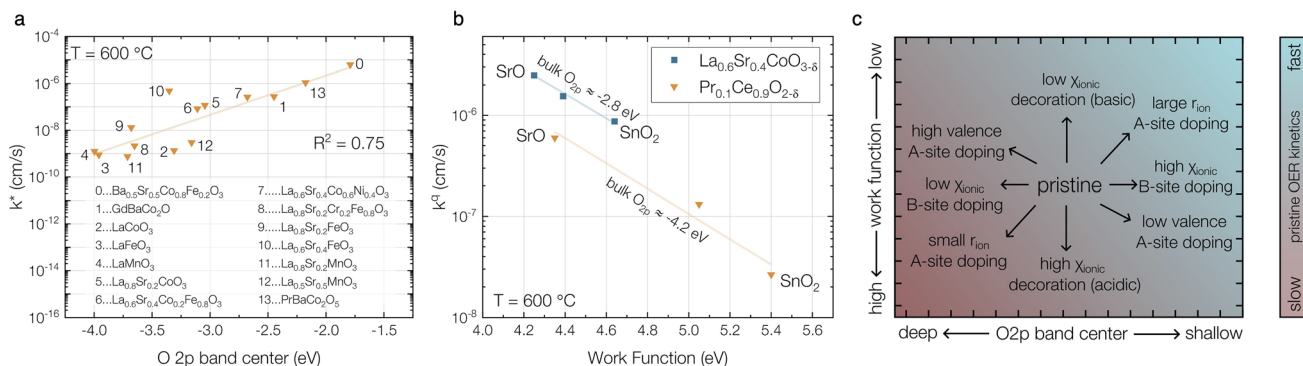 a
10⁻⁴
10⁻⁶
10⁻⁸
10⁻¹⁰
10⁻¹²
10⁻¹⁴
10⁻¹⁶
k* (cm/s)
T = 600 °C
0
13
1
7
10
5
6
9
8
12
2
4
3
11
R² = 0.75
0...Ba₀.₅Sr₀.₅Co₀.₈Fe₀.₂O₃
1...GdBaCo₂O
2...LaCoO₃
3...LaFeO₃
4...LaMnO₃
5...La₀.₈Sr₀.₂CoO₃
6...La₀.₆Sr₀.₄Co₀.₂Fe₀.₈O₃
7.....La₀.₆Sr₀.₄Co₀.₆Ni₀.₄O₃
8.....La₀.₈Sr₀.₂Cr₀.₂Fe₀.₈O₃
9.....La₀.₈Sr₀.₂FeO₃
10...La₀.₆Sr₀.₄FeO₃
11...La₀.₈Sr₀.₂MnO₃
12...La₀.₅Sr₀.₅MnO₃
13...PrBaCo₂O₅
-4.0 -3.5 -3.0 -2.5 -2.0 -1.5
O 2p band center (eV)
b
10⁻⁶
10⁻⁷
10⁻⁸
k^q (cm/s)
La₀.₆Sr₀.₄CoO₃₋δ
Pr₀.₁Ce₀.₉O₂₋δ
SrO
bulk O₂ₚ ≈ -2.8 eV
SnO₂
SrO
bulk O₂ₚ ≈ -4.2 eV
SnO₂
T = 600 °C
4.0 4.4 4.8 5.0 5.4
Work Function (eV)
c
low
work function
high
low χionic
decoration (basic)
large rion
A-site doping
high valence
A-site doping
high χionic
B-site doping
pristine
low χionic
B-site doping
low valence
A-site doping
small rion
A-site doping
high χionic
decoration (acidic)
deep
O2p band center
shallow
fast
pristine OER kinetics
slow